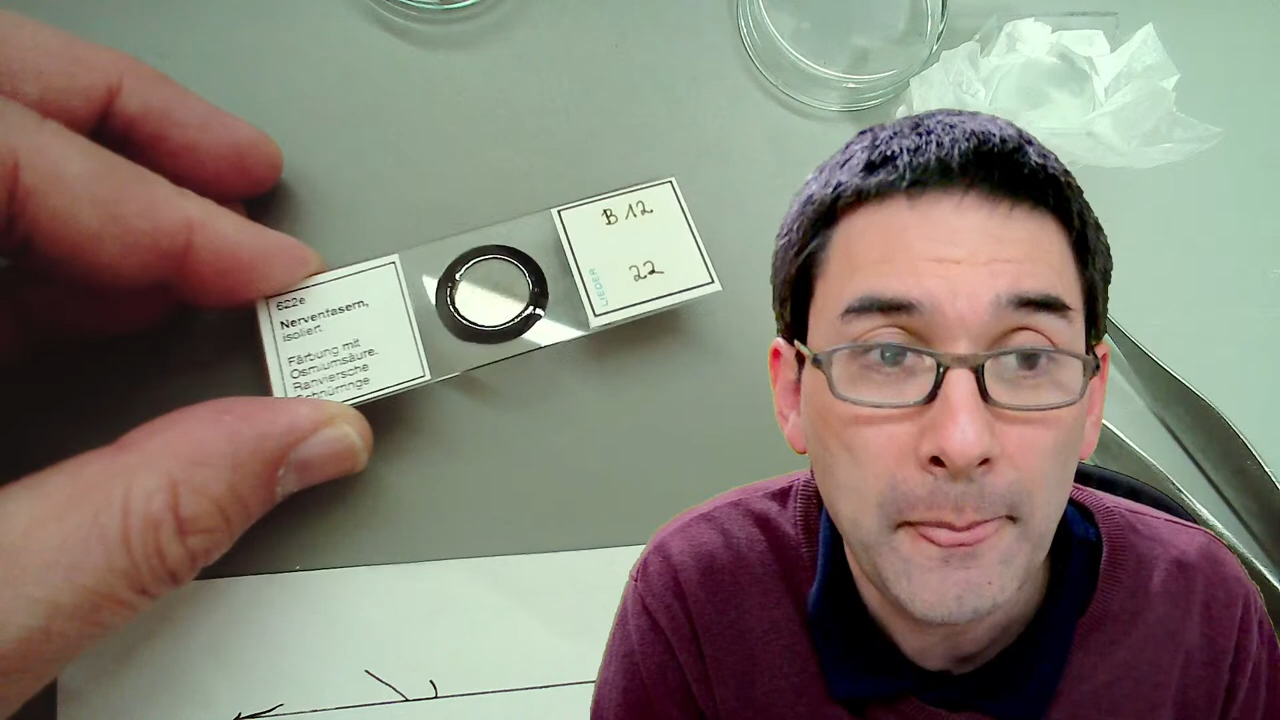 622e
Nervenfasern,
isoliert.
Färbung mit
Osmiumsäure.
Ranviersche
Schnürringe
B 12
22
LIEDER